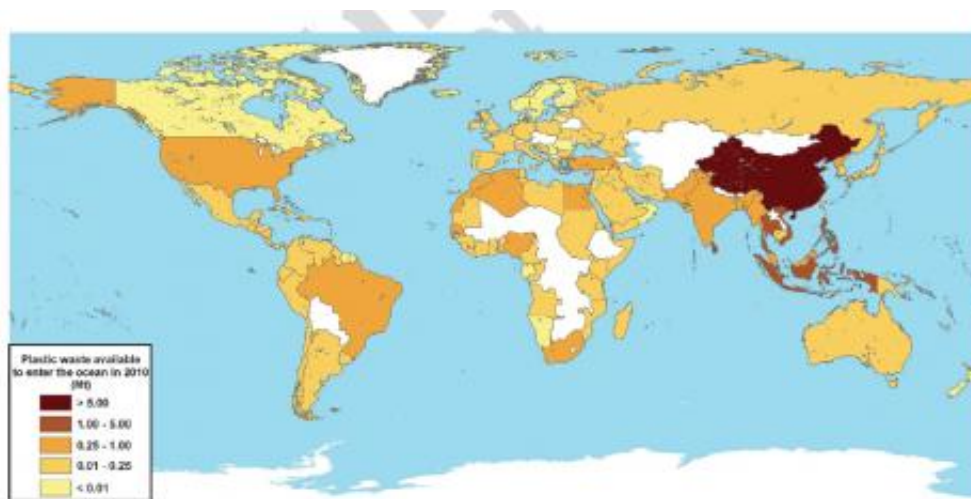 Plastic waste available
to enter the ocean in 2010
(Mt)
> 5.00
1.00 - 5.00
0.25 - 1.00
0.01 - 0.25
< 0.01